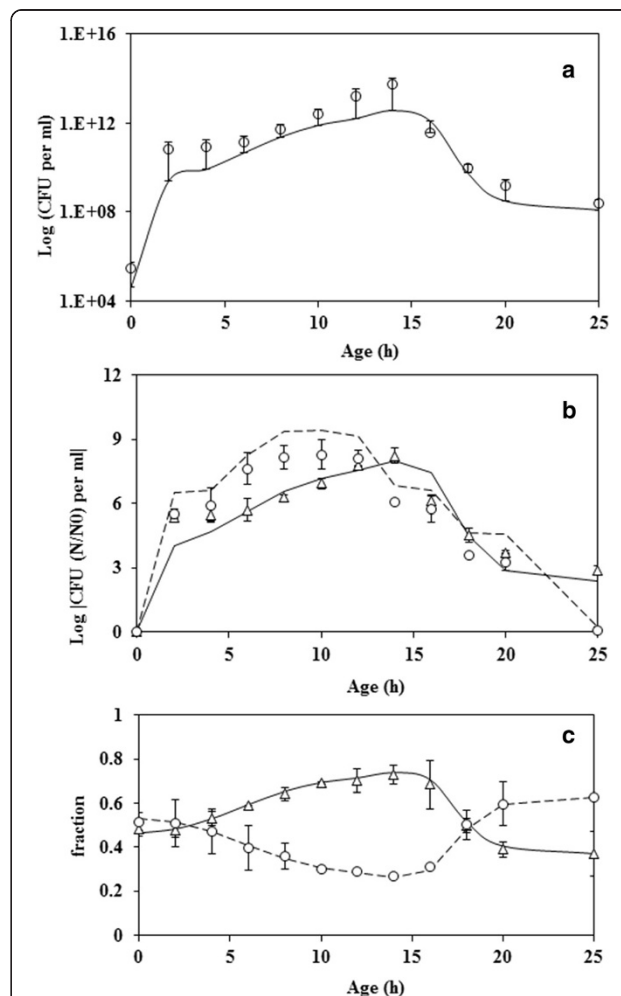 1.E+16
1.E+12
1.E+08
1.E+04
Log (CFU per ml)
a
0 5 10 15 20 25
Age (h)
12
9
6
3
0
Log |CFU (N/N0) per ml|
b
0 5 10 15 20 25
Age (h)
1
0.8
0.6
0.4
0.2
0
fraction
c
0 5 10 15 20 25
Age (h)